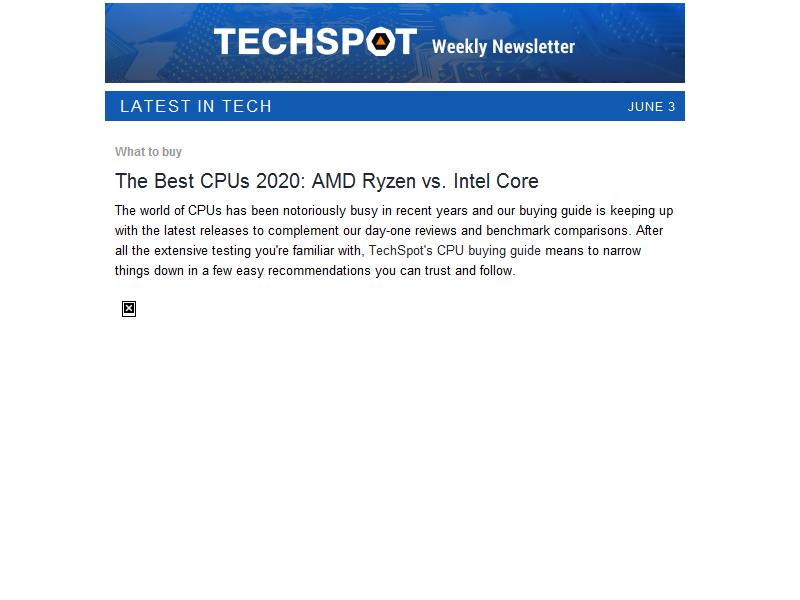 TECHSPOT Weekly Newsletter
LATEST IN TECH JUNE 3
What to buy
The Best CPUs 2020: AMD Ryzen vs. Intel Core
The world of CPUs has been notoriously busy in recent years and our buying guide is keeping up
with the latest releases to complement our day-one reviews and benchmark comparisons. After
all the extensive testing you're familiar with, TechSpot's CPU buying guide means to narrow
things down in a few easy recommendations you can trust and follow.